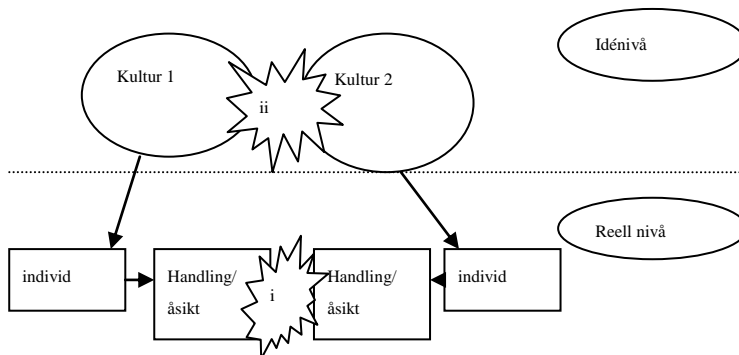 Idénivå
Kultur 1
Kultur 2
ii
Reell nivå
individ
Handling/
åsikt
i
Handling/
åsikt
individ